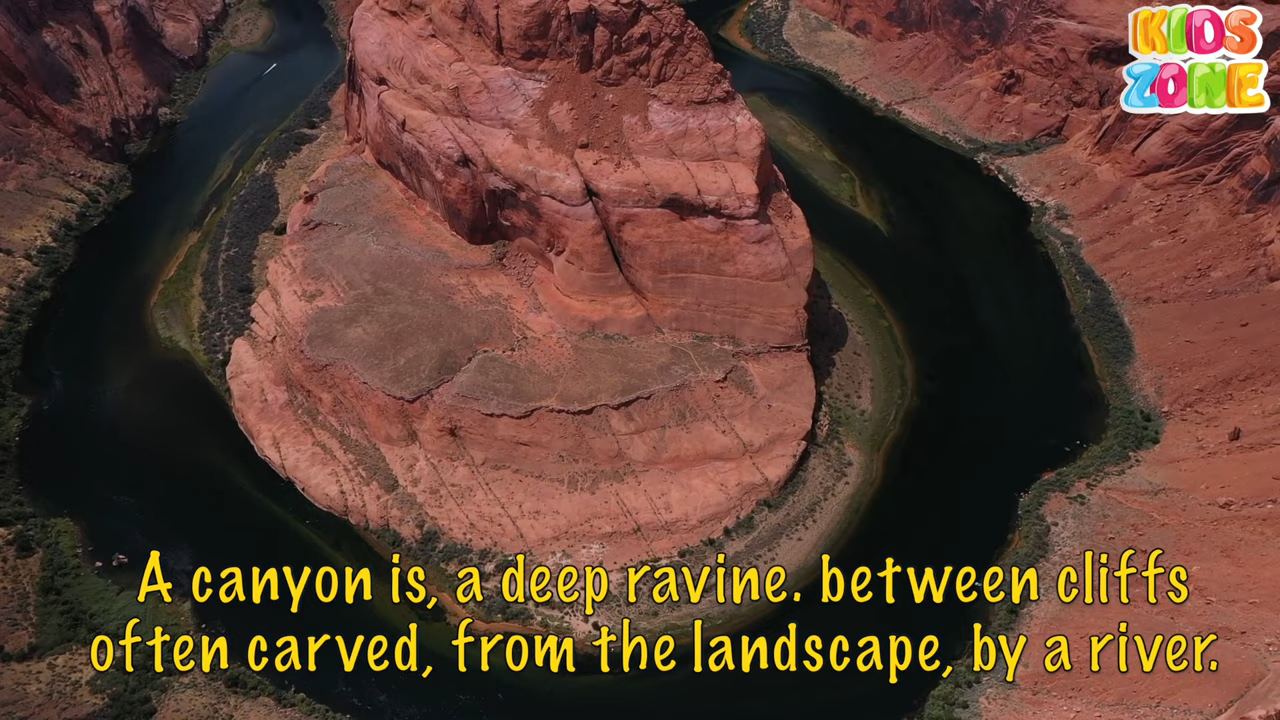 KIDS
ZONE
A canyon is, a deep ravine. between cliffs
often carved, from the landscape, by a river.